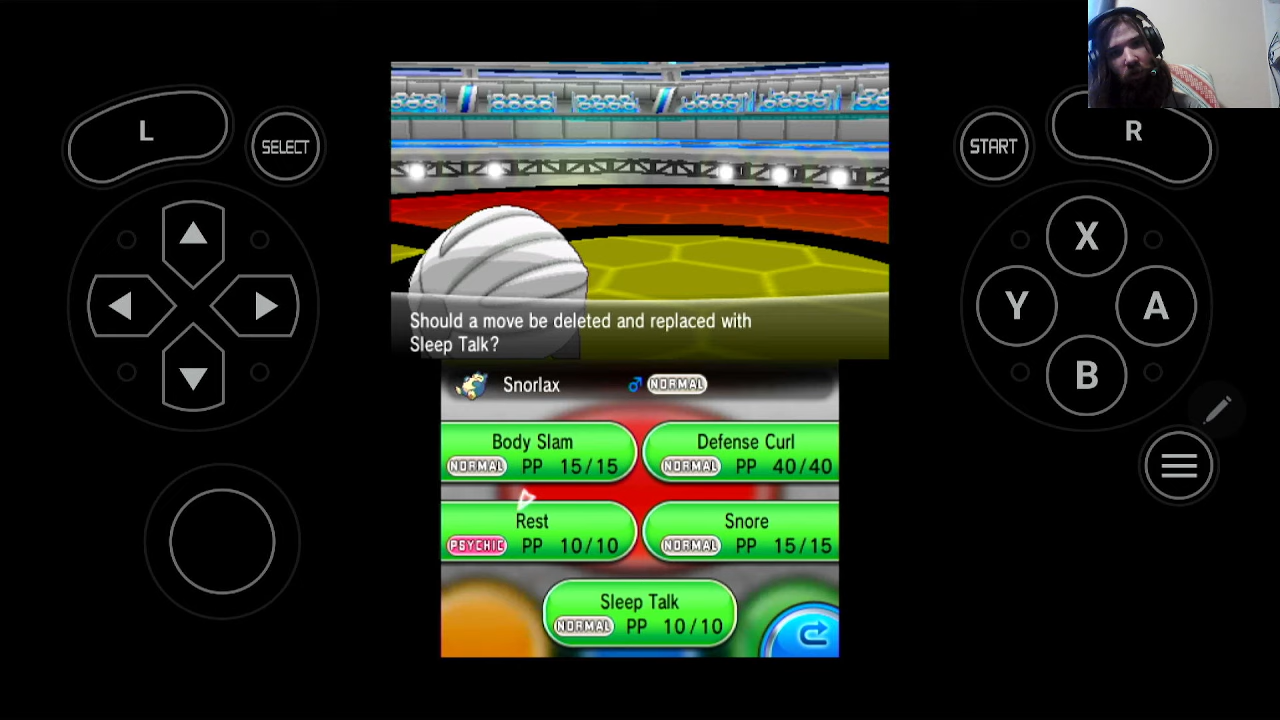 L
SELECT
START
R
X
Y
A
B
Should a move be deleted and replaced with
Sleep Talk?
Snorlax ♂ NORMAL
Body Slam
NORMAL PP 15/15
Defense Curl
NORMAL PP 40/40
Rest
PSYCHIC PP 10/10
Snore
NORMAL PP 15/15
Sleep Talk
NORMAL PP 10/10